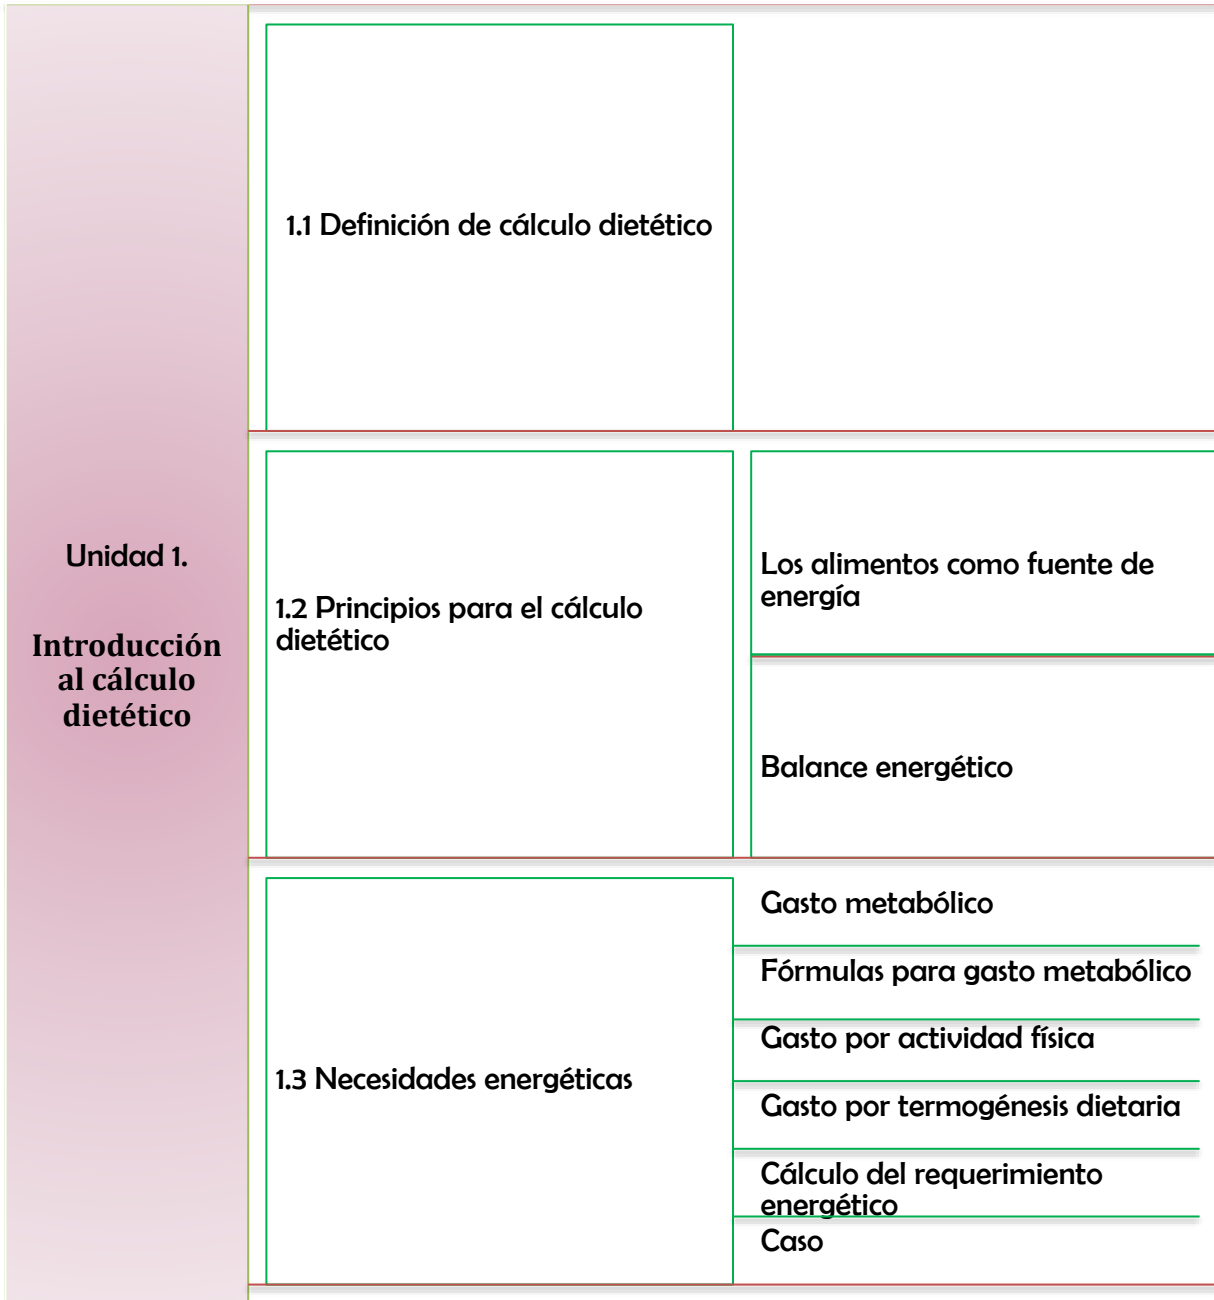 Unidad 1.
Introducción
al cálculo
dietético
1.1 Definición de cálculo dietético
1.2 Principios para el cálculo
dietético
Los alimentos como fuente de
energía
Balance energético
1.3 Necesidades energéticas
Gasto metabólico
Fórmulas para gasto metabólico
Gasto por actividad física
Gasto por termogénesis dietaria
Cálculo del requerimiento
energético
Caso